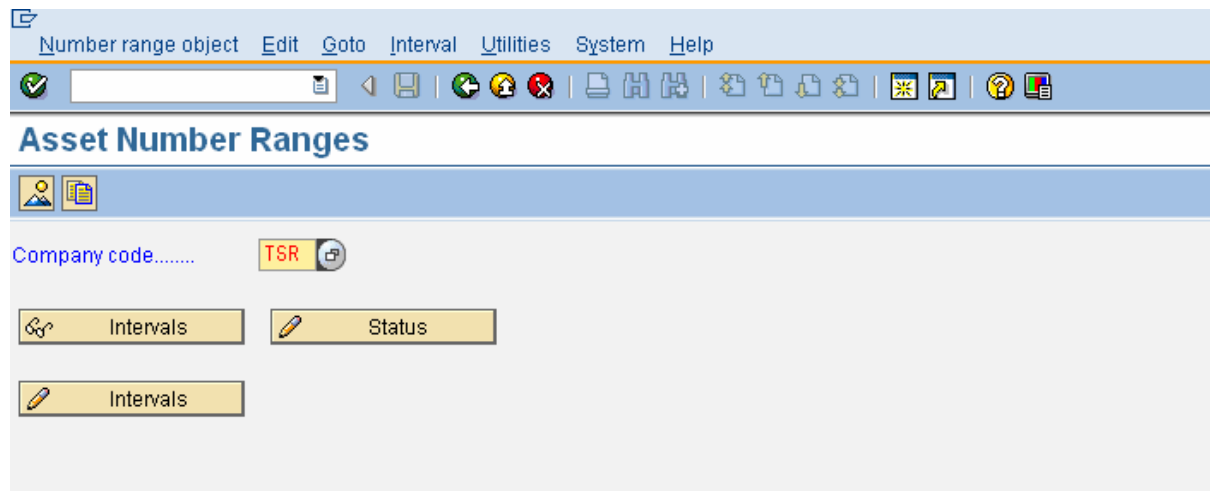 Number range object Edit Goto Interval Utilities System Help
Asset Number Ranges
Company code........ TSR
Intervals Status
Intervals